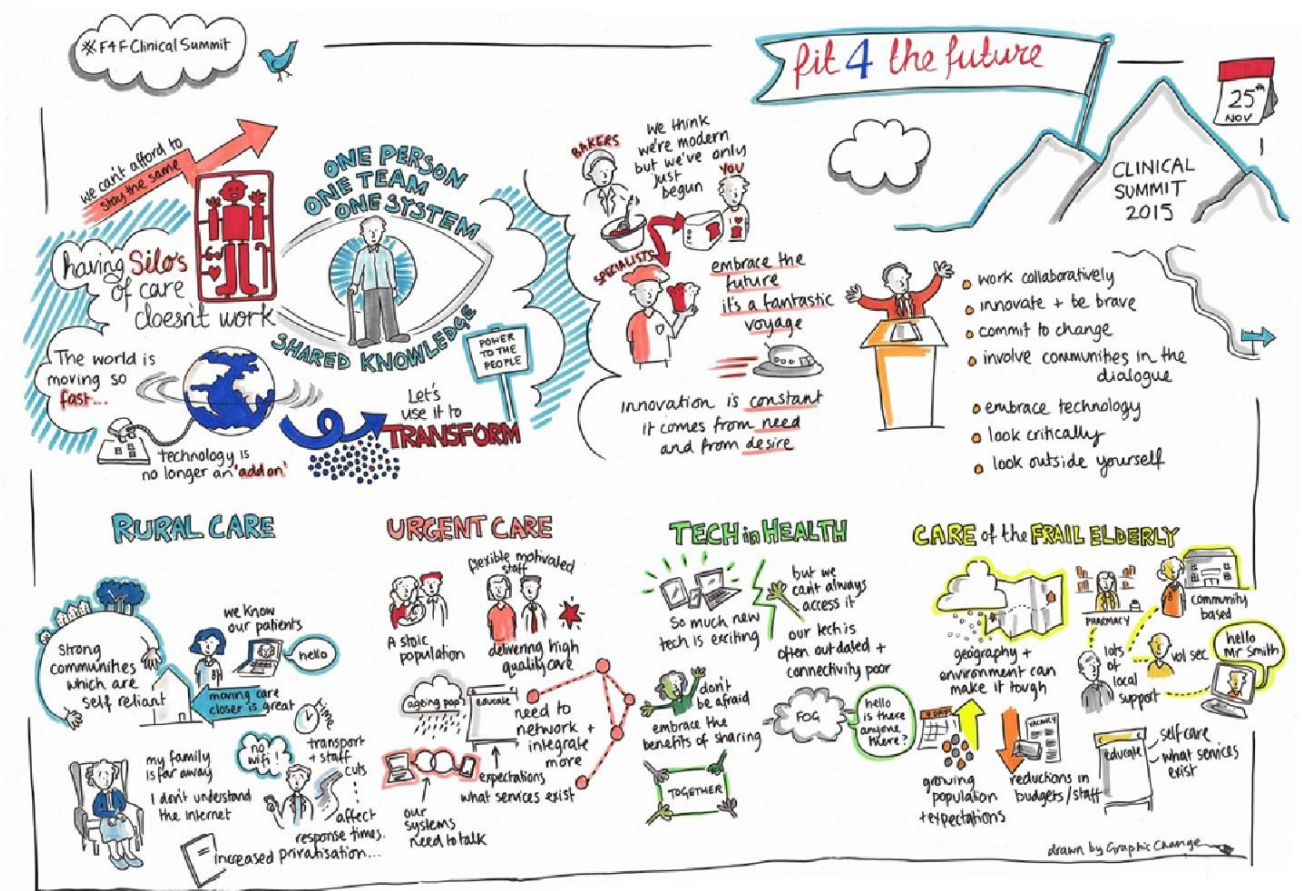 ※ F4F Clinical Summit
fit 4 the future
25th
NOV
CLINICAL
SUMMIT
2015
we can't afford to
stay the same
ONE PERSON
ONE TEAM
ONE SYSTEM
SHARED KNOWLEDGE
having Silo's
of care
doesn't work
The world is
moving so
fast...
technology is
no longer an 'add on'
Let's
use it to
TRANSFORM
POWER
TO THE
PEOPLE
BAKERS
we think
we're modern
but we've only
just
begun
YOU
SPECIALISTS
embrace the
future
it's a fantastic
voyage
innovation is constant
it comes from need
and from desire
work collaboratively
innovate + be brave
commit to change
involve communities in the
dialogue
embrace technology
look critically
look outside yourself
RURAL CARE
Strong
communities
which are
self reliant
we know
our patients
hello
moving care
closer is great
my family
is far away
I don't understand
the internet
no
wifi!
time
transport
+ staff
cuts
affect
response times.
increased privatisation...
URGENT CARE
A stoic
population
flexible motivated
staff
delivering high
quality care
ageing pop
educate
expectations
what services exist
need to
network +
integrate
more
our
systems
need to talk
TECH in HEALTH
So much new
tech is exciting
but we
can't always
access it
our tech is
often outdated +
connectivity poor
don't
be afraid
embrace the
benefits of sharing
TOGETHER
FOG
hello
is there
anyone
there?
CARE of the FRAIL ELDERLY
geography +
environment can
make it tough
PHARMACY
community
based
lots
of
local
support
vol sec
hello
Mr Smith
7 DAYS
growing
population
+ expectations
VACANCY
reductions in
budgets/staff
educate
self care
what services
exist
drawn by Graphic Change